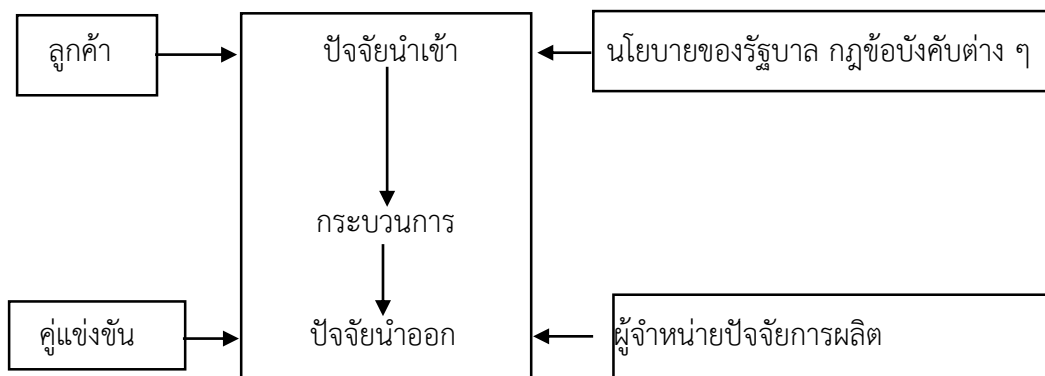 ลูกค้า
ปัจจัยนำเข้า
นโยบายของรัฐบาล กฎข้อบังคับต่าง ๆ
กระบวนการ
คู่แข่งขัน
ปัจจัยนำออก
ผู้จำหน่ายปัจจัยการผลิต